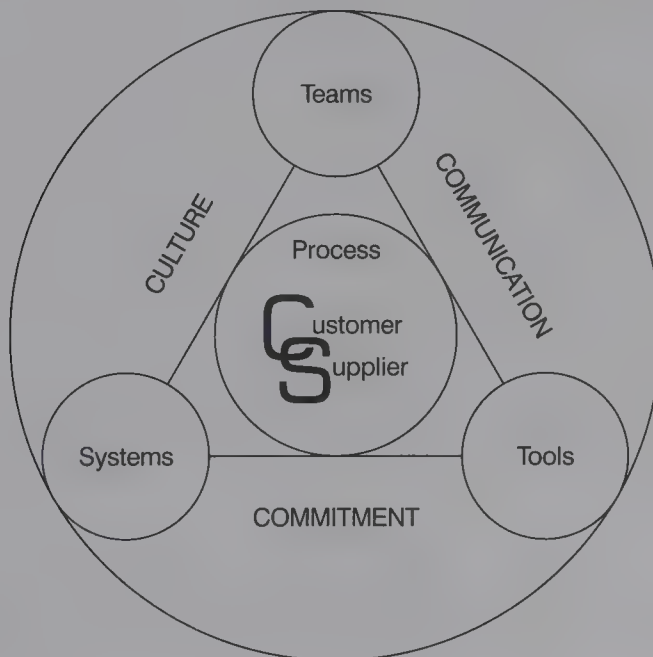 Teams
CULTURE
COMMUNICATION
Process
Customer
Supplier
Systems
Tools
COMMITMENT